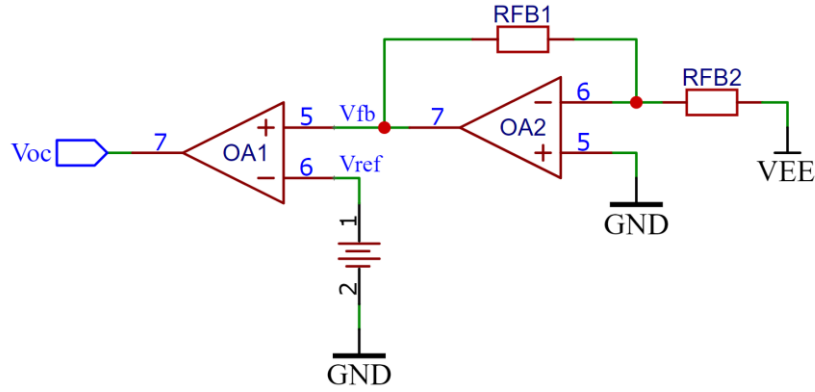 RFB1
RFB2
5 Vfb 7 OA2 6
Voc 7 OA1 5
6 Vref
VEE
GND
1
2
GND